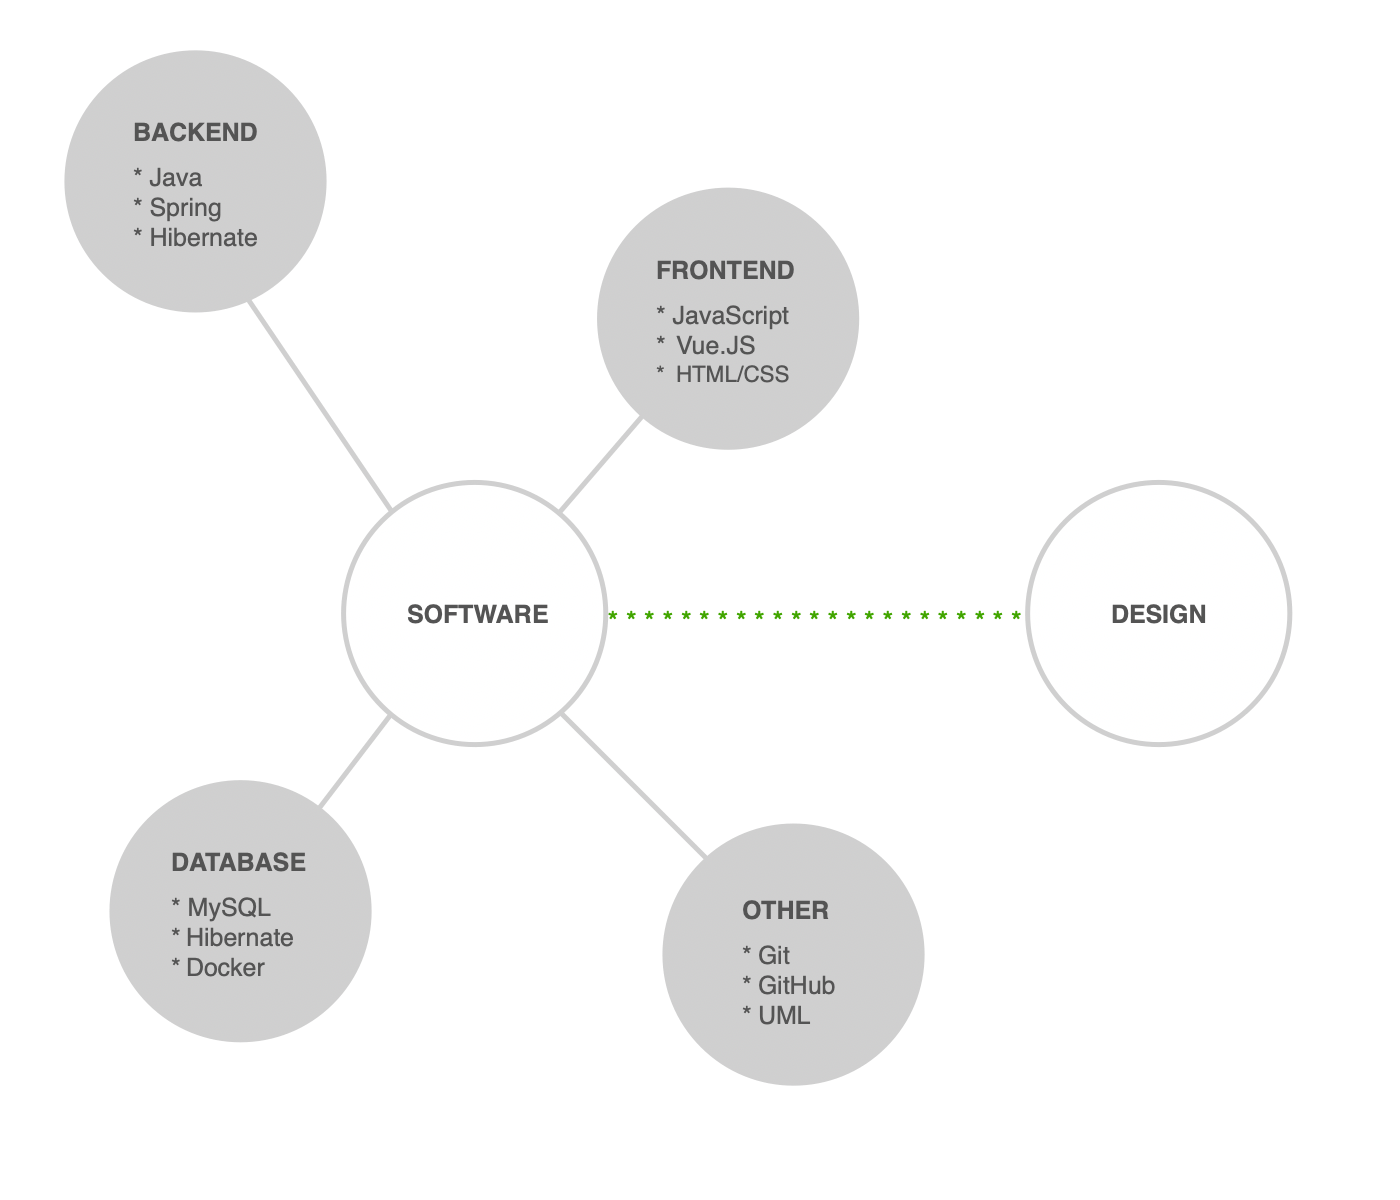 BACKEND
* Java
* Spring
* Hibernate
FRONTEND
* JavaScript
* Vue.JS
* HTML/CSS
SOFTWARE
* * * * * * * * * * * * * * * * * * * * * * *
DESIGN
DATABASE
* MySQL
* Hibernate
* Docker
OTHER
* Git
* GitHub
* UML